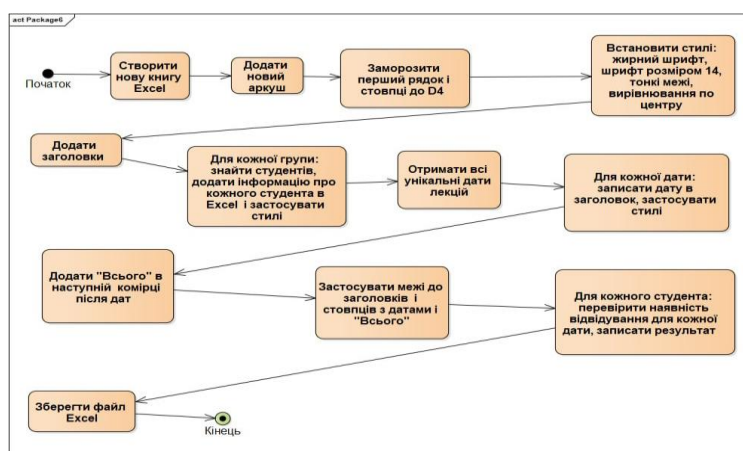 act Package6
Початок
Створити
нову книгу
Excel
Додати
новий
аркуш
Заморозити
перший рядок і
стовпці до D4
Встановити стилі:
жирний шрифт,
шрифт розміром 14,
тонкі межі,
вирівнювання по
центру
Додати
заголовки
Для кожної групи:
знайти студентів,
додати інформацію про
кожного студента в
Excel і застосувати
стилі
Отримати всі
унікальні дати
лекцій
Для кожної дати:
записати дату в
заголовок, застосувати
стилі
Додати "Всього" в
наступній комірці
після дат
Застосувати межі до
заголовків і
стовпців з датами і
"Всього"
Для кожного студента:
перевірити наявність
відвідування для кожної
дати, записати результат
Зберегти файл
Excel
Кінець